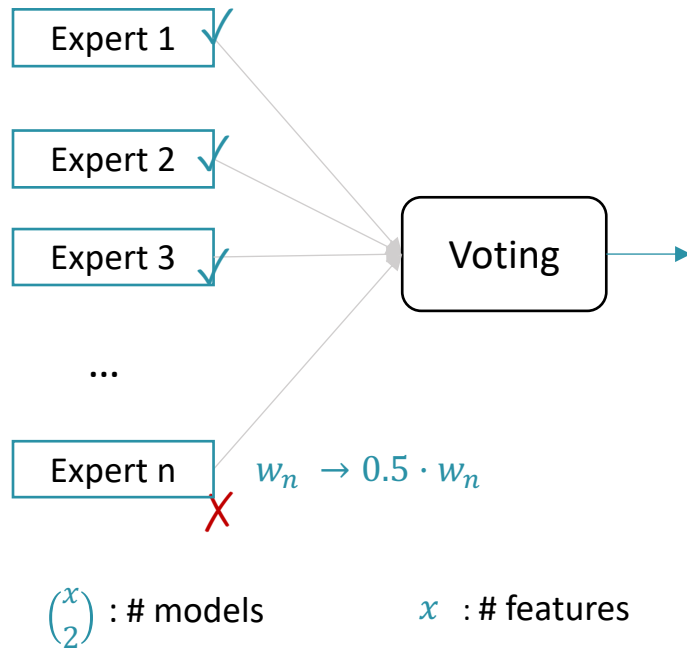 Expert 1
Expert 2
Expert 3
Voting
...
Expert n
w_n → 0.5 · w_n
(x 2) : # models
x : # features